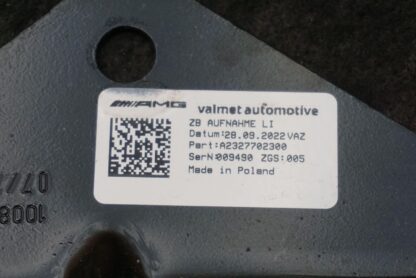 AMG valmet automotive
ZB AUFNAHME LI
Datum:28.09.2022 VAZ
Part:A2327702300
SerN:009490 ZGS:005
Made in Poland